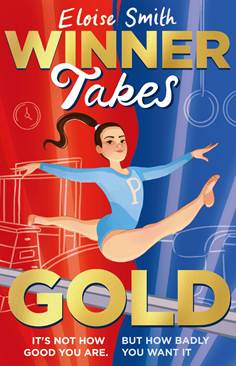 Eloise Smith
WINNER
Takes
P
GOLD
IT'S NOT HOW
GOOD YOU ARE.
BUT HOW BADLY
YOU WANT IT